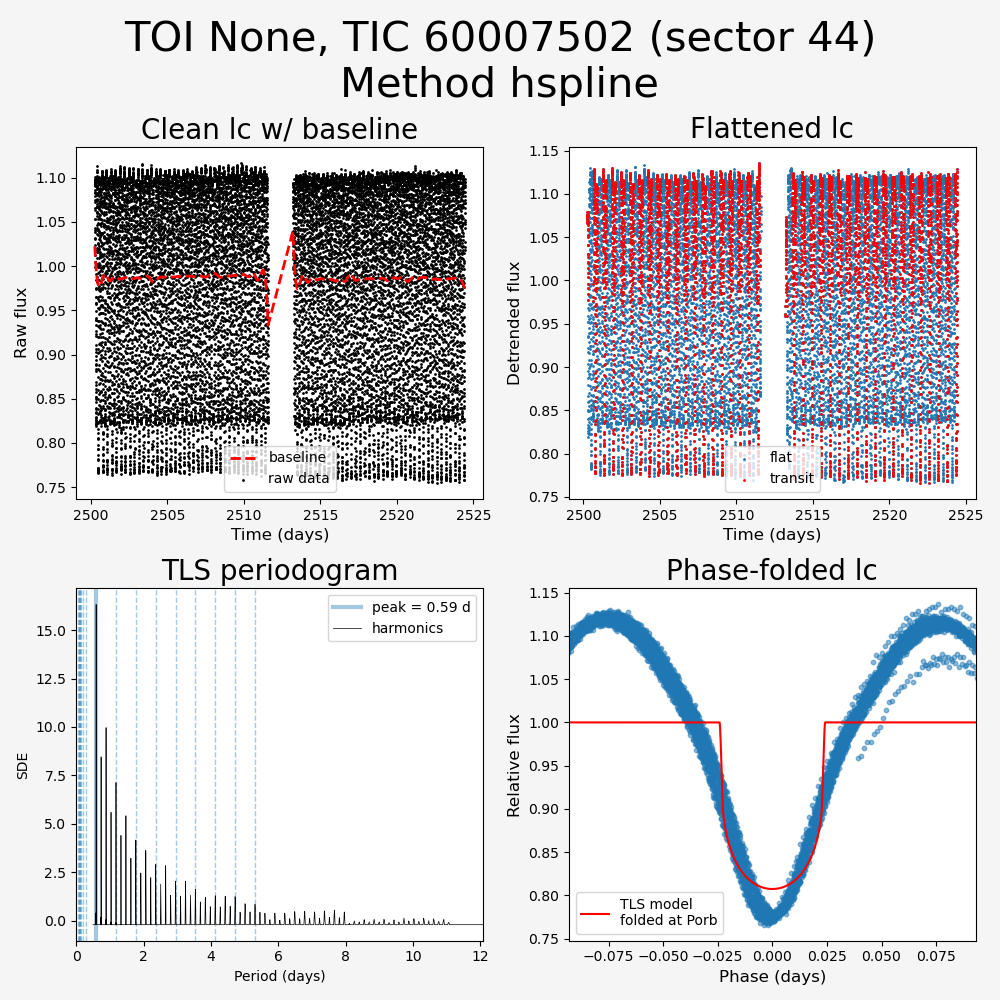 TOI None, TIC 60007502 (sector 44)
Method hspline
Clean lc w/ baseline
Raw flux
1.10
1.05
1.00
0.95
0.90
0.85
0.80
0.75
baseline
raw data
2500
2505
2510
2515
2520
2525
Time (days)
Flattened lc
Detrended flux
1.15
1.10
1.05
1.00
0.95
0.90
0.85
0.80
0.75
flat
transit
2500
2505
2510
2515
2520
2525
Time (days)
TLS periodogram
SDE
15.0
12.5
10.0
7.5
5.0
2.5
0.0
peak = 0.59 d
harmonics
0
2
4
6
8
10
12
Period (days)
Phase-folded lc
Relative flux
1.15
1.10
1.05
1.00
0.95
0.90
0.85
0.80
0.75
TLS model
folded at Porb
−0.075
−0.050
−0.025
0.000
0.025
0.050
0.075
Phase (days)